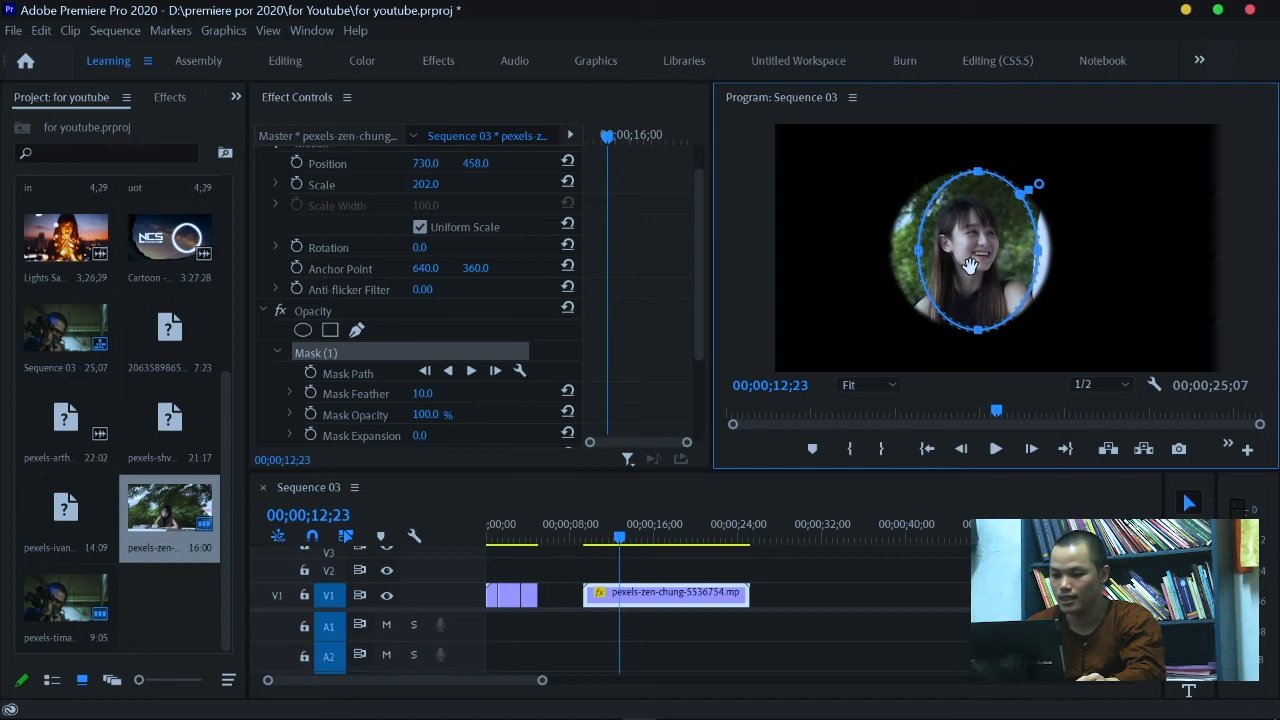 Adobe Premiere Pro 2020 - D:\premiere por 2020\for Youtube\for youtube.prproj *
File Edit Clip Sequence Markers Graphics View Window Help
Learning Assembly Editing Color Effects Audio Graphics Libraries Untitled Workspace Burn Editing (CS5.5) Notebook
Project: for youtube Effects
for youtube.prproj
in 4;29 uot 4;29
NCS
Lights Sa... 3,26,29 Cartoon -... 3:27:28
Sequence 03 25,07 2063589865... 7:23
pexels-arth... 22:02 pexels-shv... 21:17
pexels-ivan... 14:09 pexels-zen-... 16:00
pexels-tima... 9:05
Effect Controls
Master * pexels-zen-chung... Sequence 03 * pexels-z... 00;00;16;00
Motion
Position 730.0 458.0
Scale 202.0
Scale Width 100.0
Uniform Scale
Rotation 0.0
Anchor Point 640.0 360.0
Anti-flicker Filter 0.00
fx Opacity
Mask (1)
Mask Path
Mask Feather 10.0
Mask Opacity 100.0 %
Mask Expansion 0.0
00;00;12;23
Program: Sequence 03
00;00;12;23 Fit 1/2 00;00;25;07
× Sequence 03
00;00;12;23
;00;00 00;00;08;00 00;00;16;00 00;00;24;00 00;00;32;00 00;00;40;00
V3
V2
V1 V1 fx pexels-zen-chung-5536754.mp
A1 M S
A2 M S
T
0